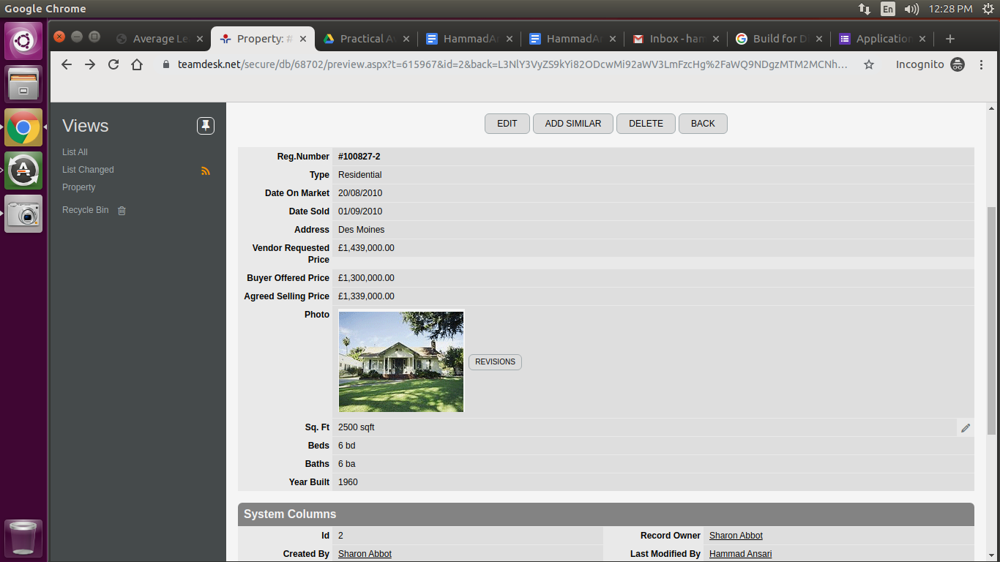 Google Chrome
En
12:28 PM
Average Le
Property: #
Practical A
HammadA
HammadA
Inbox - ham
Build for D
Application
teamdesk.net/secure/db/68702/preview.aspx?t=615967&id=2&back=L3NlY3VyZS9kYi82ODcwMi92aWV3LmFzcHg%2FaWQ9NDgzMTM2MCNh...
Incognito
Views
List All
List Changed
Property
Recycle Bin
EDIT
ADD SIMILAR
DELETE
BACK
Reg.Number #100827-2
Type Residential
Date On Market 20/08/2010
Date Sold 01/09/2010
Address Des Moines
Vendor Requested £1,439,000.00
Price
Buyer Offered Price £1,300,000.00
Agreed Selling Price £1,339,000.00
Photo
REVISIONS
Sq. Ft 2500 sqft
Beds 6 bd
Baths 6 ba
Year Built 1960
System Columns
Id 2 Record Owner Sharon Abbot
Created By Sharon Abbot Last Modified By Hammad Ansari